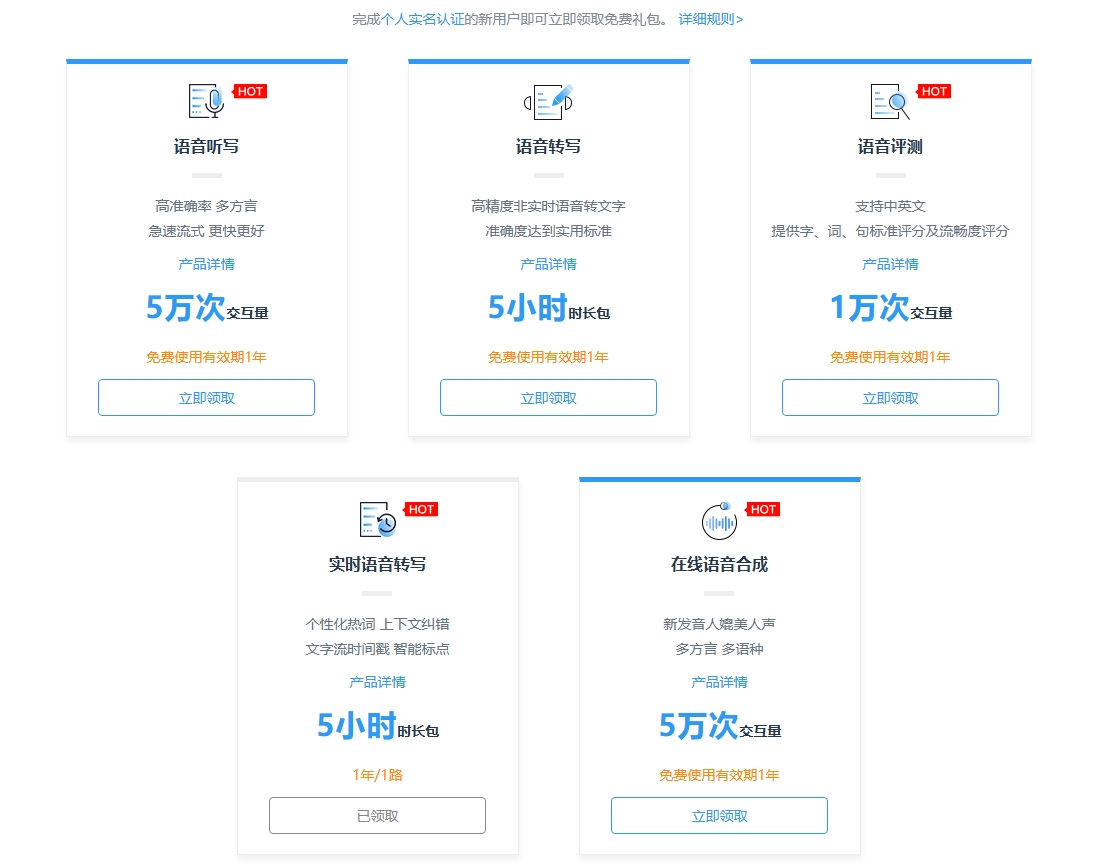 完成个人实名认证的新用户即可立即领取免费礼包。 详细规则>
HOT
语音听写
高准确率 多方言
急速流式 更快更好
产品详情
5万次交互量
免费使用有效期1年
立即领取
语音转写
高精度非实时语音转文字
准确度达到实用标准
产品详情
5小时时长包
免费使用有效期1年
立即领取
HOT
语音评测
支持中英文
提供字、词、句标准评分及流畅度评分
产品详情
1万次交互量
免费使用有效期1年
立即领取
HOT
实时语音转写
个性化热词 上下文纠错
文字流时间戳 智能标点
产品详情
5小时时长包
1年/1路
已领取
HOT
在线语音合成
新发音人媲美人声
多方言 多语种
产品详情
5万次交互量
免费使用有效期1年
立即领取